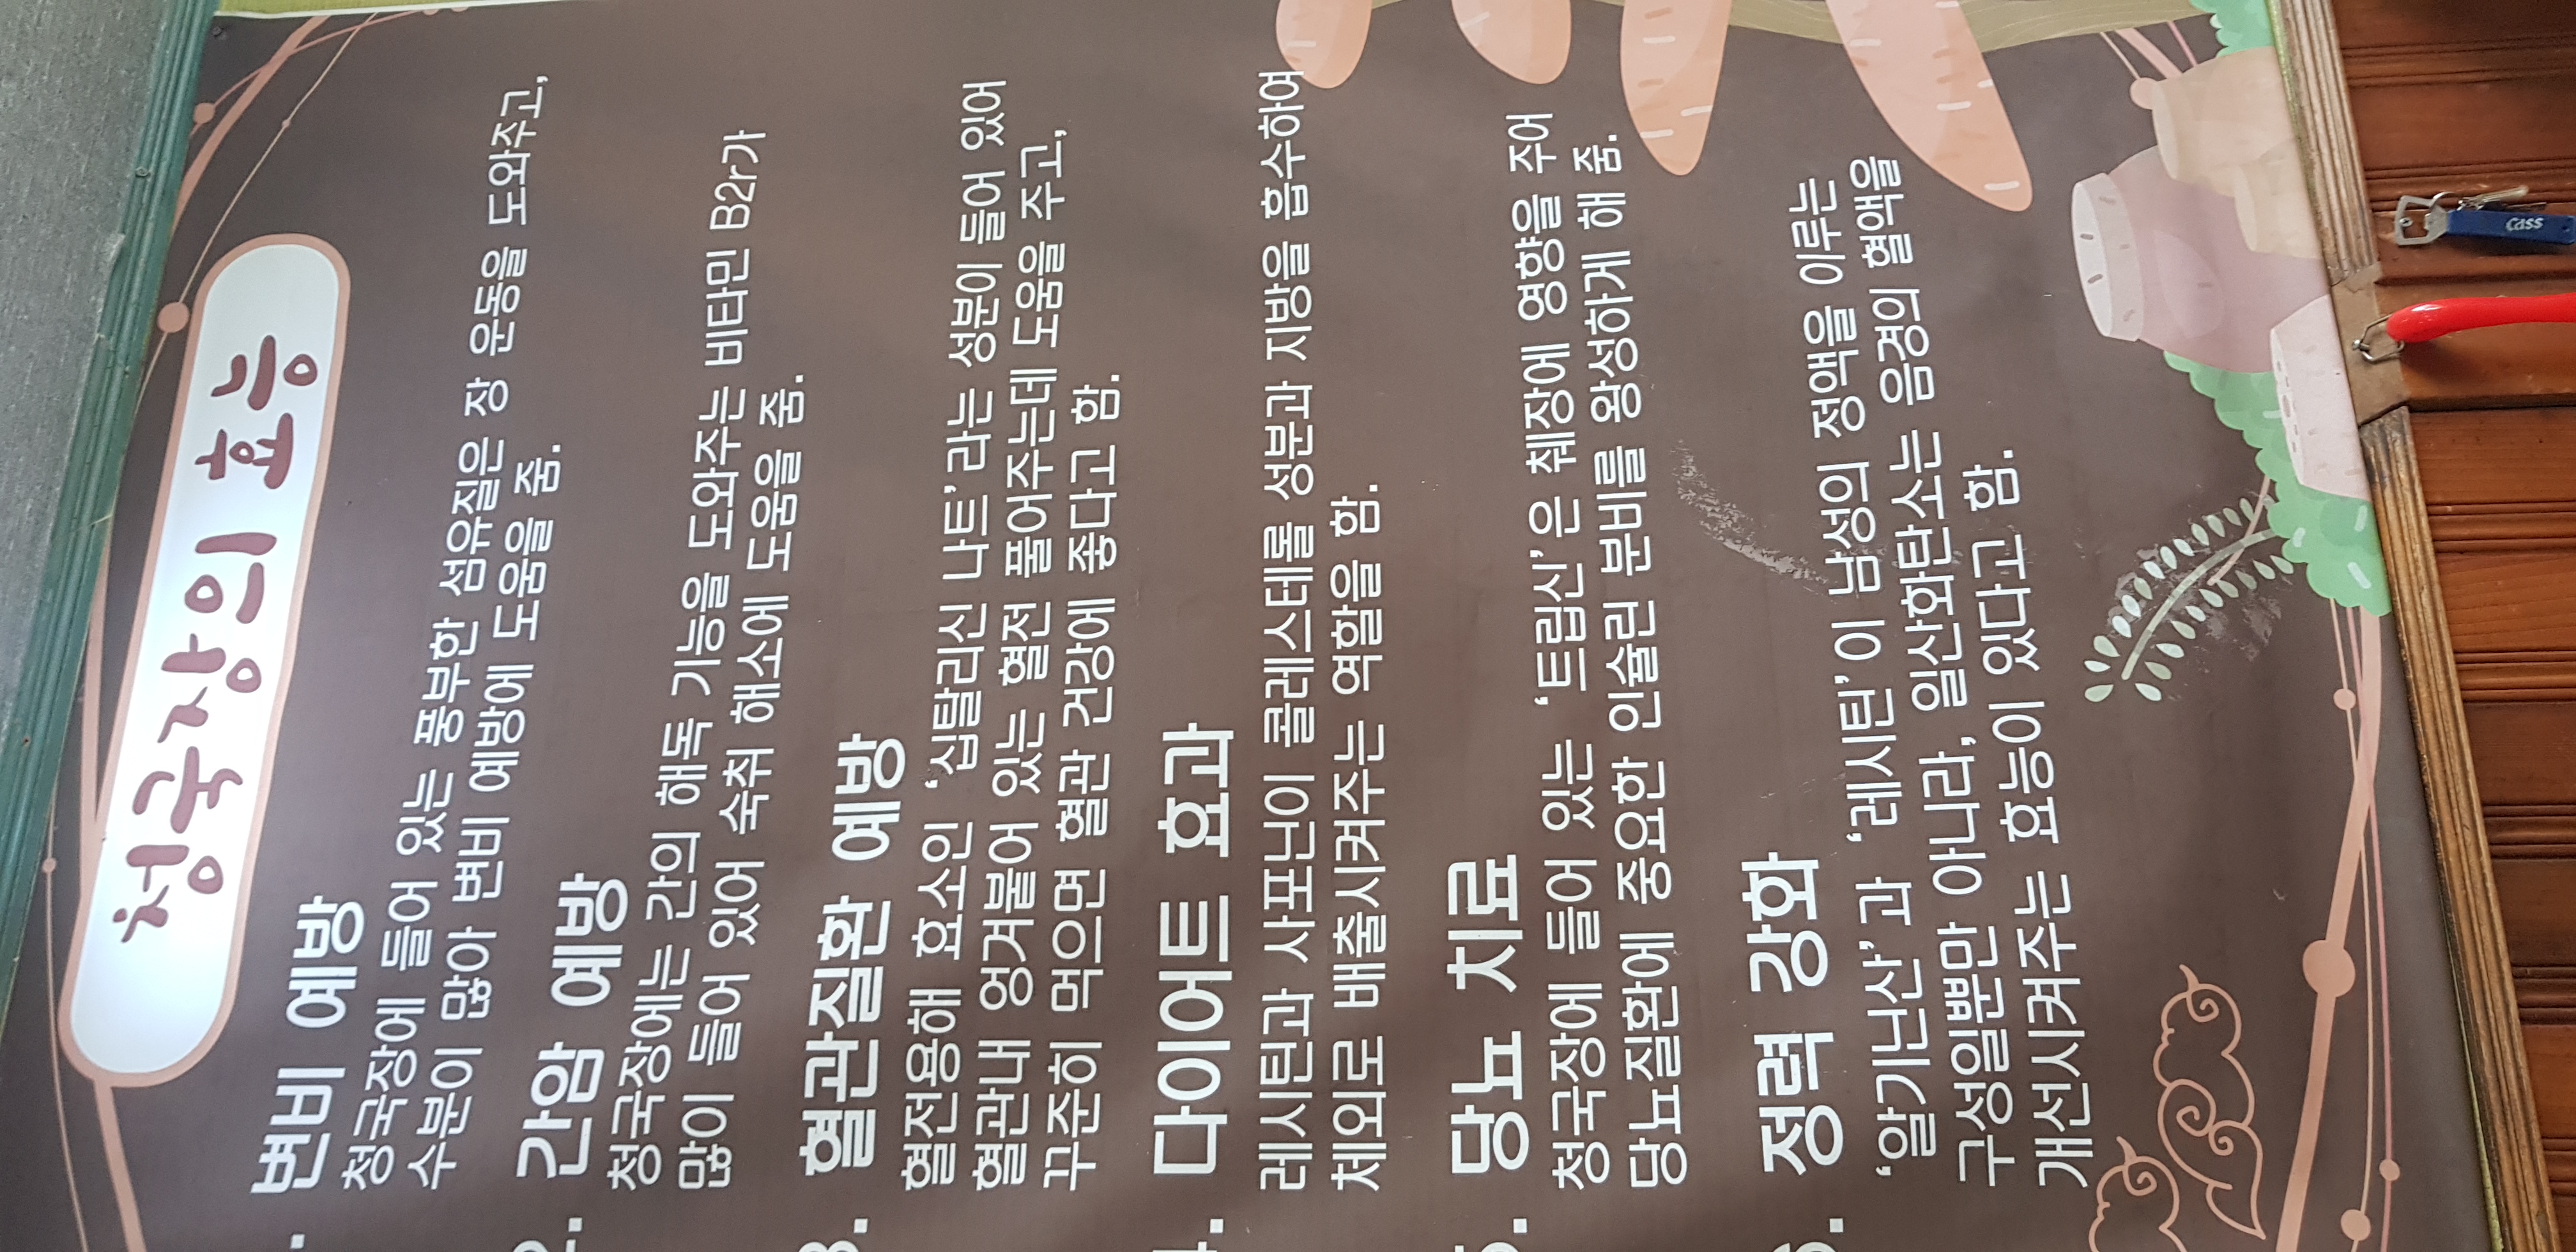 청국장의 효능
변비 예방
청국장에 들어 있는 풍부한 섬유질은 장 운동을 도와주고,
수분이 많아 변비 예방에 도움을 줌.
2. 간암 예방
청국장에는 간의 해독 기능을 도와주는 비타민 B2r가
많이 들어 있어 숙취 해소에 도움을 줌.
3. 혈관질환 예방
혈전용해 효소인 '십탈리신 나트'라는 성분이 들어 있어
혈관내 엉겨붙어 있는 혈전 풀어주는데 도움을 주고,
꾸준히 먹으면 혈관 건강에 좋다고 함.
4. 다이어트 효과
레시틴과 사포닌이 콜레스테롤 성분과 지방을 흡수하여
체외로 배출시켜주는 역할을 함.
5. 당뇨 치료
청국장에 들어 있는 '트립신'은 췌장에 영향을 주어
당뇨질환에 중요한 인슐린 분비를 왕성하게 해 줌.
6. 정력 강화
'알기닌산'과 '레시틴'이 남성의 정액을 이루는
구성일뿐만 아니라, 일산화탄소는 음경의 혈액을
개선시켜주는 효능이 있다고 함.
Cass